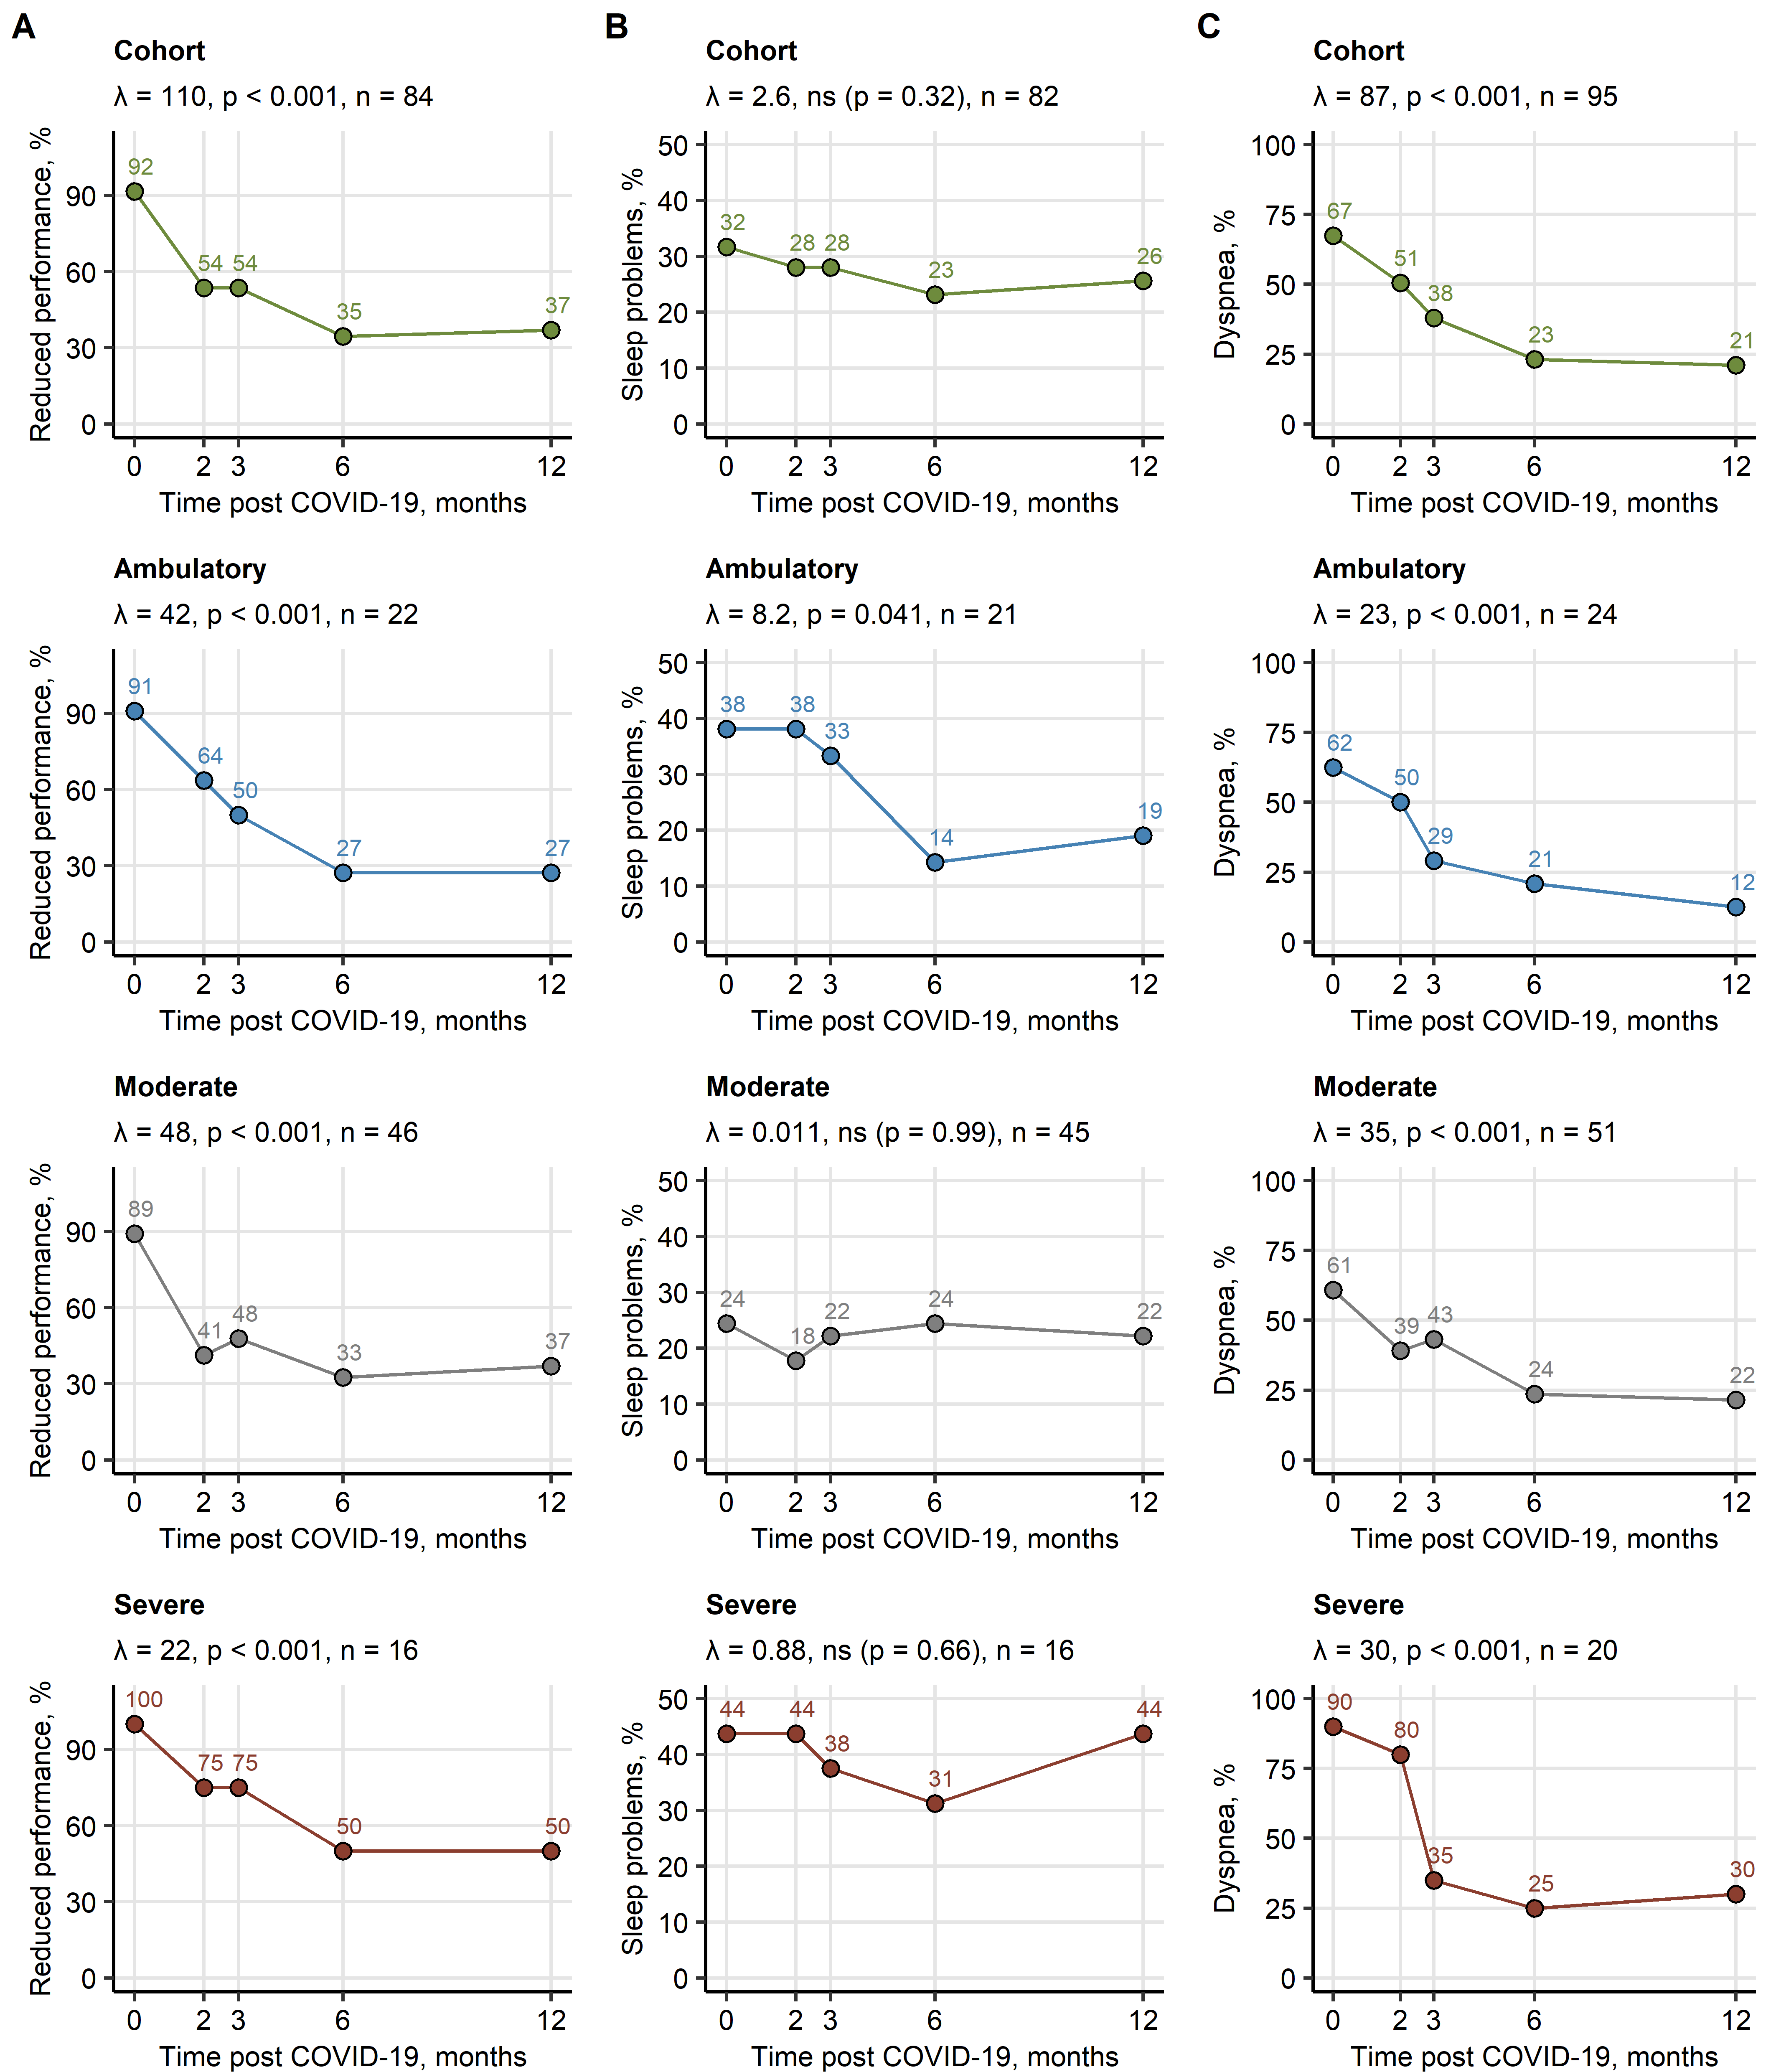 A
Cohort
λ = 110, p < 0.001, n = 84
Reduced performance, %
90
60
30
0
92
54
54
35
37
0 2 3 6 12
Time post COVID-19, months
B
Cohort
λ = 2.6, ns (p = 0.32), n = 82
Sleep problems, %
50
40
30
20
10
0
32
28
28
23
26
0 2 3 6 12
Time post COVID-19, months
C
Cohort
λ = 87, p < 0.001, n = 95
Dyspnea, %
100
75
50
25
0
67
51
38
23
21
0 2 3 6 12
Time post COVID-19, months
Ambulatory
λ = 42, p < 0.001, n = 22
Reduced performance, %
90
60
30
0
91
64
50
27
27
0 2 3 6 12
Time post COVID-19, months
Ambulatory
λ = 8.2, p = 0.041, n = 21
Sleep problems, %
50
40
30
20
10
0
38
38
33
14
19
0 2 3 6 12
Time post COVID-19, months
Ambulatory
λ = 23, p < 0.001, n = 24
Dyspnea, %
100
75
50
25
0
62
50
29
21
12
0 2 3 6 12
Time post COVID-19, months
Moderate
λ = 48, p < 0.001, n = 46
Reduced performance, %
90
60
30
0
89
41
48
33
37
0 2 3 6 12
Time post COVID-19, months
Moderate
λ = 0.011, ns (p = 0.99), n = 45
Sleep problems, %
50
40
30
20
10
0
24
18
22
24
22
0 2 3 6 12
Time post COVID-19, months
Moderate
λ = 35, p < 0.001, n = 51
Dyspnea, %
100
75
50
25
0
61
39
43
24
22
0 2 3 6 12
Time post COVID-19, months
Severe
λ = 22, p < 0.001, n = 16
Reduced performance, %
90
60
30
0
100
75
75
50
50
0 2 3 6 12
Time post COVID-19, months
Severe
λ = 0.88, ns (p = 0.66), n = 16
Sleep problems, %
50
40
30
20
10
0
44
44
38
31
44
0 2 3 6 12
Time post COVID-19, months
Severe
λ = 30, p < 0.001, n = 20
Dyspnea, %
100
75
50
25
0
90
80
35
25
30
0 2 3 6 12
Time post COVID-19, months